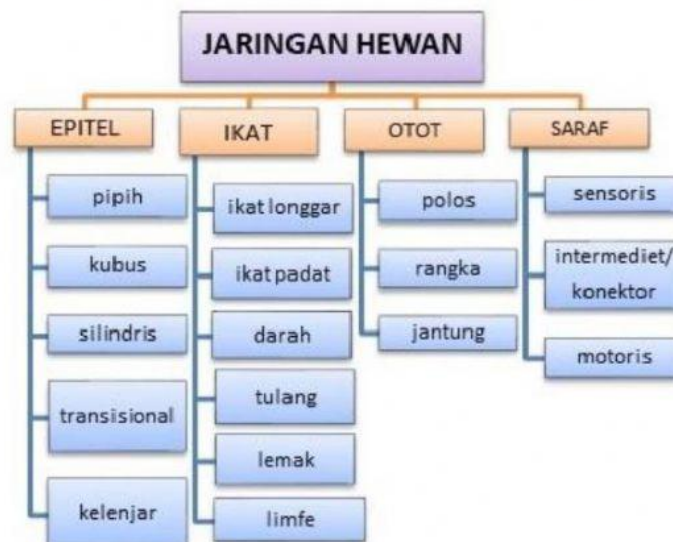 JARINGAN HEWAN
EPITEL
pipih
kubus
silindris
transisional
kelenjar
IKAT
ikat longgar
ikat padat
darah
tulang
lemak
limfe
OTOT
polos
rangka
jantung
SARAF
sensoris
intermediet/
konektor
motoris